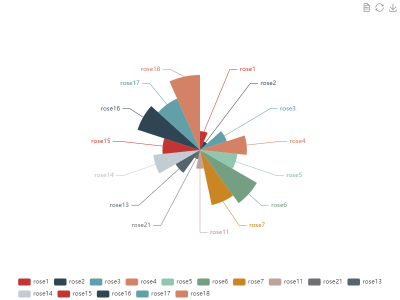 rose18
rose1
rose17
rose2
rose16
rose3
rose15
rose4
rose14
rose5
rose13
rose6
rose21
rose11
rose7
rose1 rose2 rose3 rose4 rose5 rose6 rose7 rose11 rose21 rose13
rose14 rose15 rose16 rose17 rose18